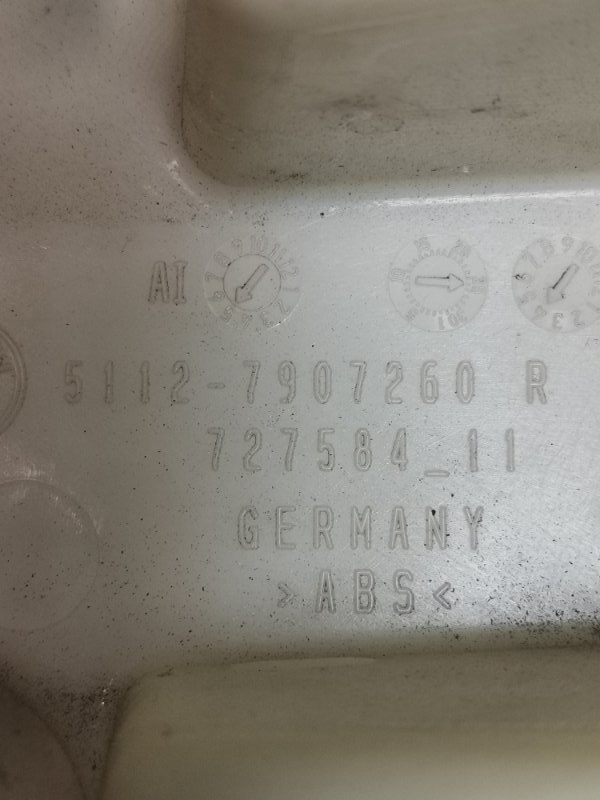 AI
5112-7907260 R
727584_11
GERMANY
>ABS<